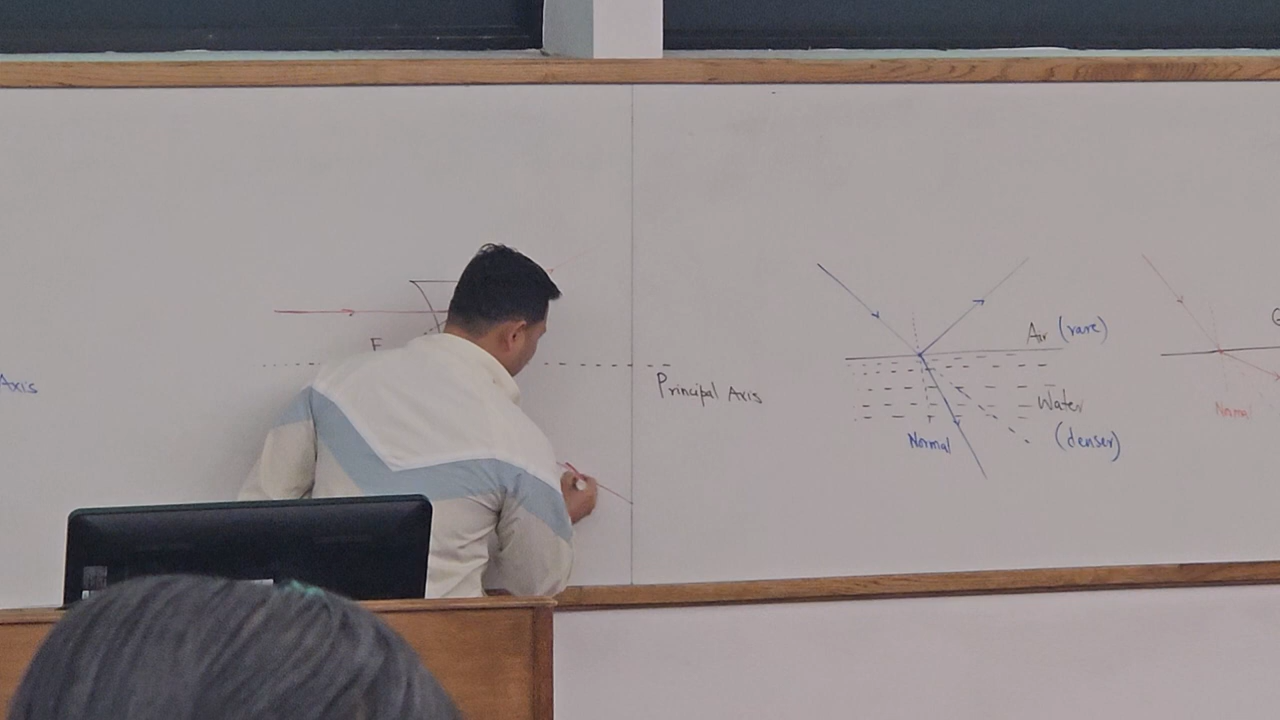 Axis
F
Principal Axis
Air (rare)
Water
(denser)
Normal
Normal